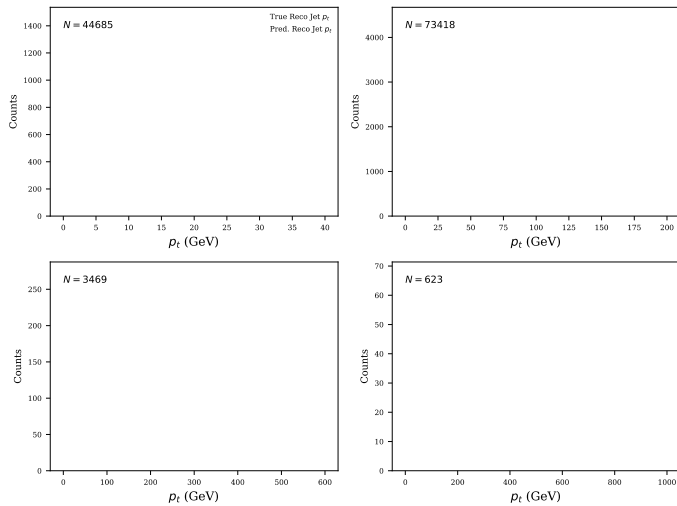 N = 44685
True Reco Jet p_t
Pred. Reco Jet p_t
Counts
1400
1200
1000
800
600
400
200
0
0 5 10 15 20 25 30 35 40
p_t (GeV)
N = 73418
Counts
4000
3000
2000
1000
0
0 25 50 75 100 125 150 175 200
p_t (GeV)
N = 3469
Counts
250
200
150
100
50
0
0 100 200 300 400 500 600
p_t (GeV)
N = 623
Counts
70
60
50
40
30
20
10
0
0 200 400 600 800 1000
p_t (GeV)